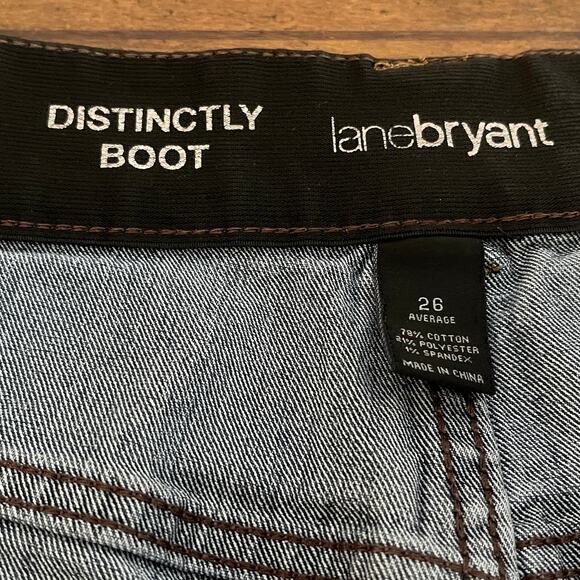 DISTINCTLY
BOOT
lanebryant
26
AVERAGE
78% COTTON
21% POLYESTER
1% SPANDEX
MADE IN CHINA